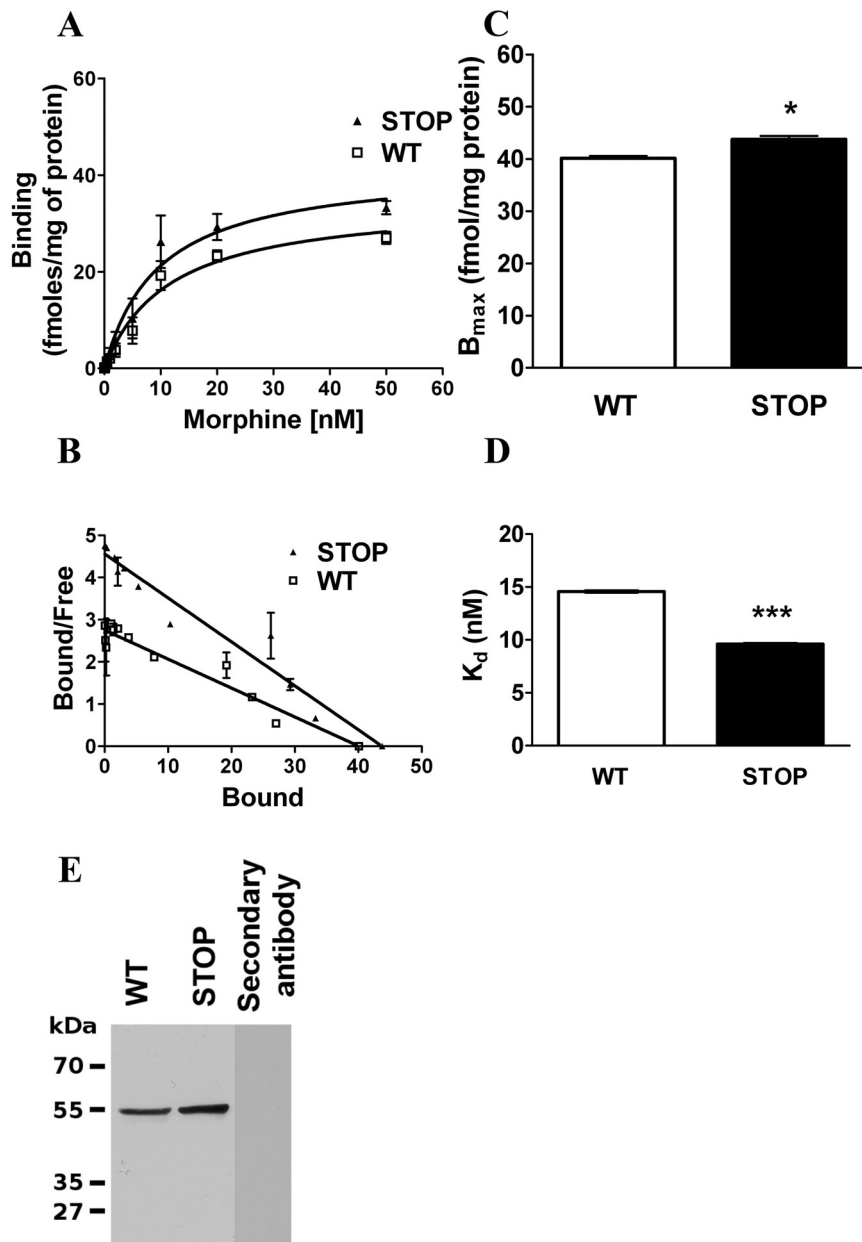 A
Binding
(fmoles/mg of protein)
60
40
20
0
STOP
WT
0 10 20 30 40 50 60
Morphine [nM]
C
B max (fmol/mg protein)
60
50
40
30
20
10
0
*
WT STOP
B
Bound/Free
5
4
3
2
1
0
STOP
WT
0 10 20 30 40 50
Bound
D
K d (nM)
20
15
10
5
0
***
WT STOP
E
WT
STOP
Secondary
antibody
kDa
70
55
35
27